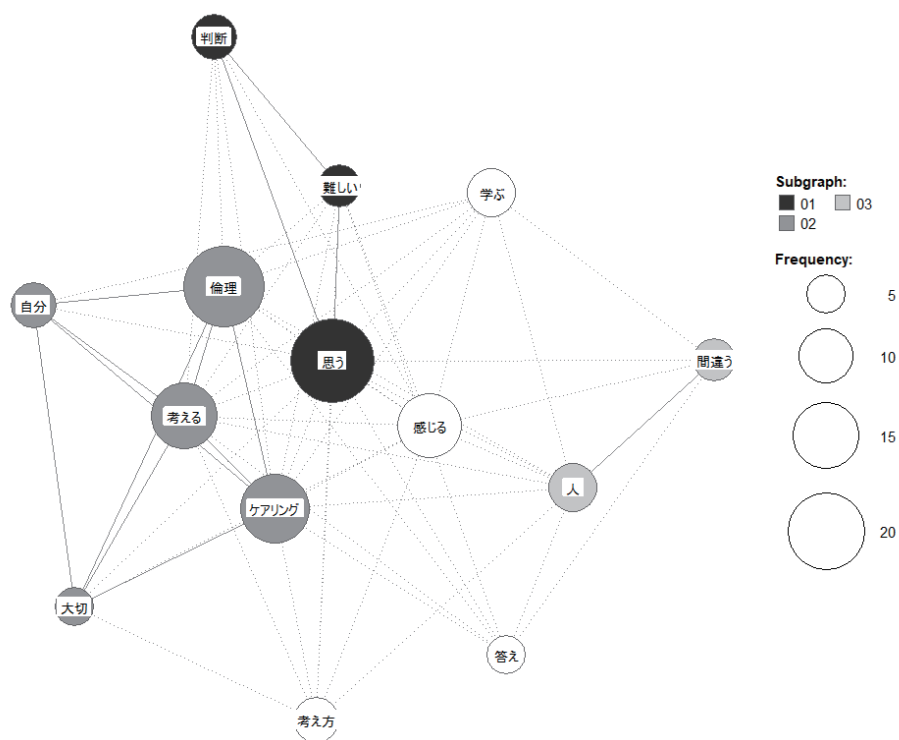 判断
難しい
学ぶ
倫理
自分
思う
間違う
考える
感じる
人
ケアリング
大切
答え
考え方
Subgraph:
01 03
02
Frequency:
5
10
15
20